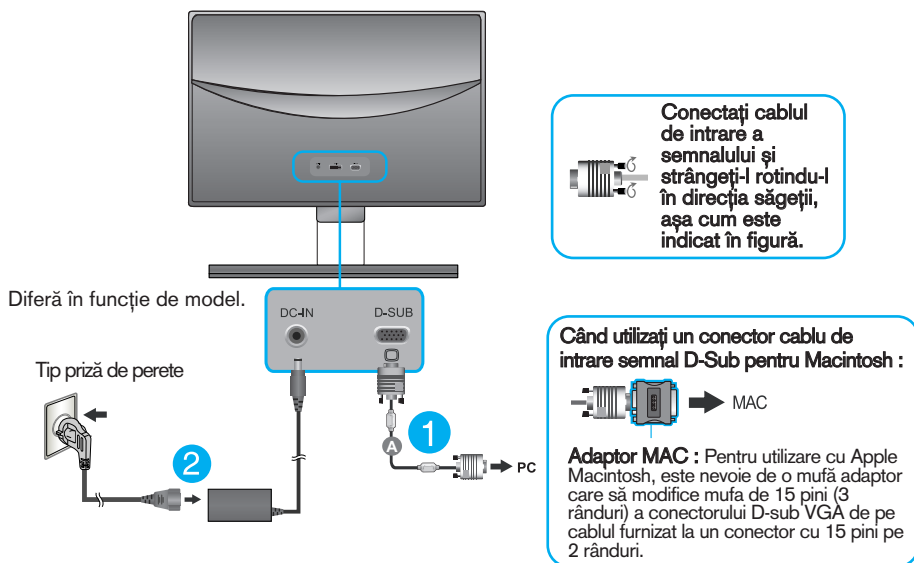 Conectați cablul
de intrare a
semnalului și
strângeți-l rotindu-l
în direcția săgeții,
așa cum este
indicat în figură.
Diferă în funcție de model.
DC-IN
D-SUB
Tip priză de perete
1
A
PC
2
Când utilizați un conector cablu de
intrare semnal D-Sub pentru Macintosh :
MAC
Adaptor MAC : Pentru utilizare cu Apple
Macintosh, este nevoie de o mufă adaptor
care să modifice mufa de 15 pini (3
rânduri) a conectorului D-sub VGA de pe
cablul furnizat la un conector cu 15 pini pe
2 rânduri.